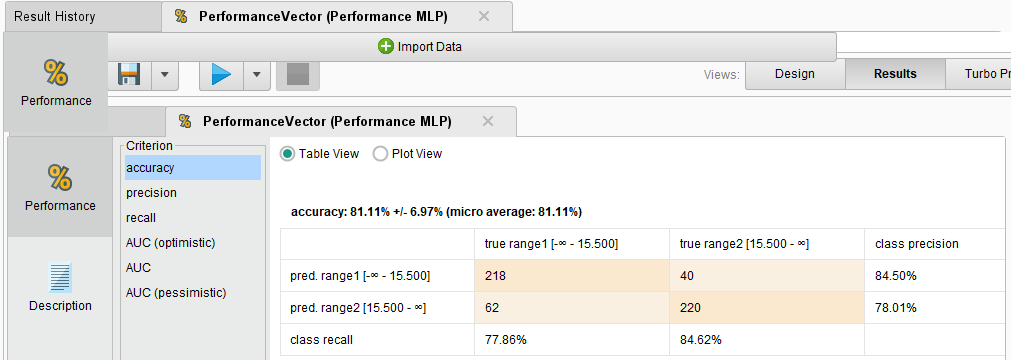 Result History
PerformanceVector (Performance MLP)
Import Data
Performance
Views:
Design
Results
Turbo Pr
PerformanceVector (Performance MLP)
Performance
Description
Criterion
accuracy
precision
recall
AUC (optimistic)
AUC
AUC (pessimistic)
Table View
Plot View
accuracy: 81.11% +/- 6.97% (micro average: 81.11%)
true range1 [-∞ - 15.500] true range2 [15.500 - ∞] class precision
pred. range1 [-∞ - 15.500] 218 40 84.50%
pred. range2 [15.500 - ∞] 62 220 78.01%
class recall 77.86% 84.62%